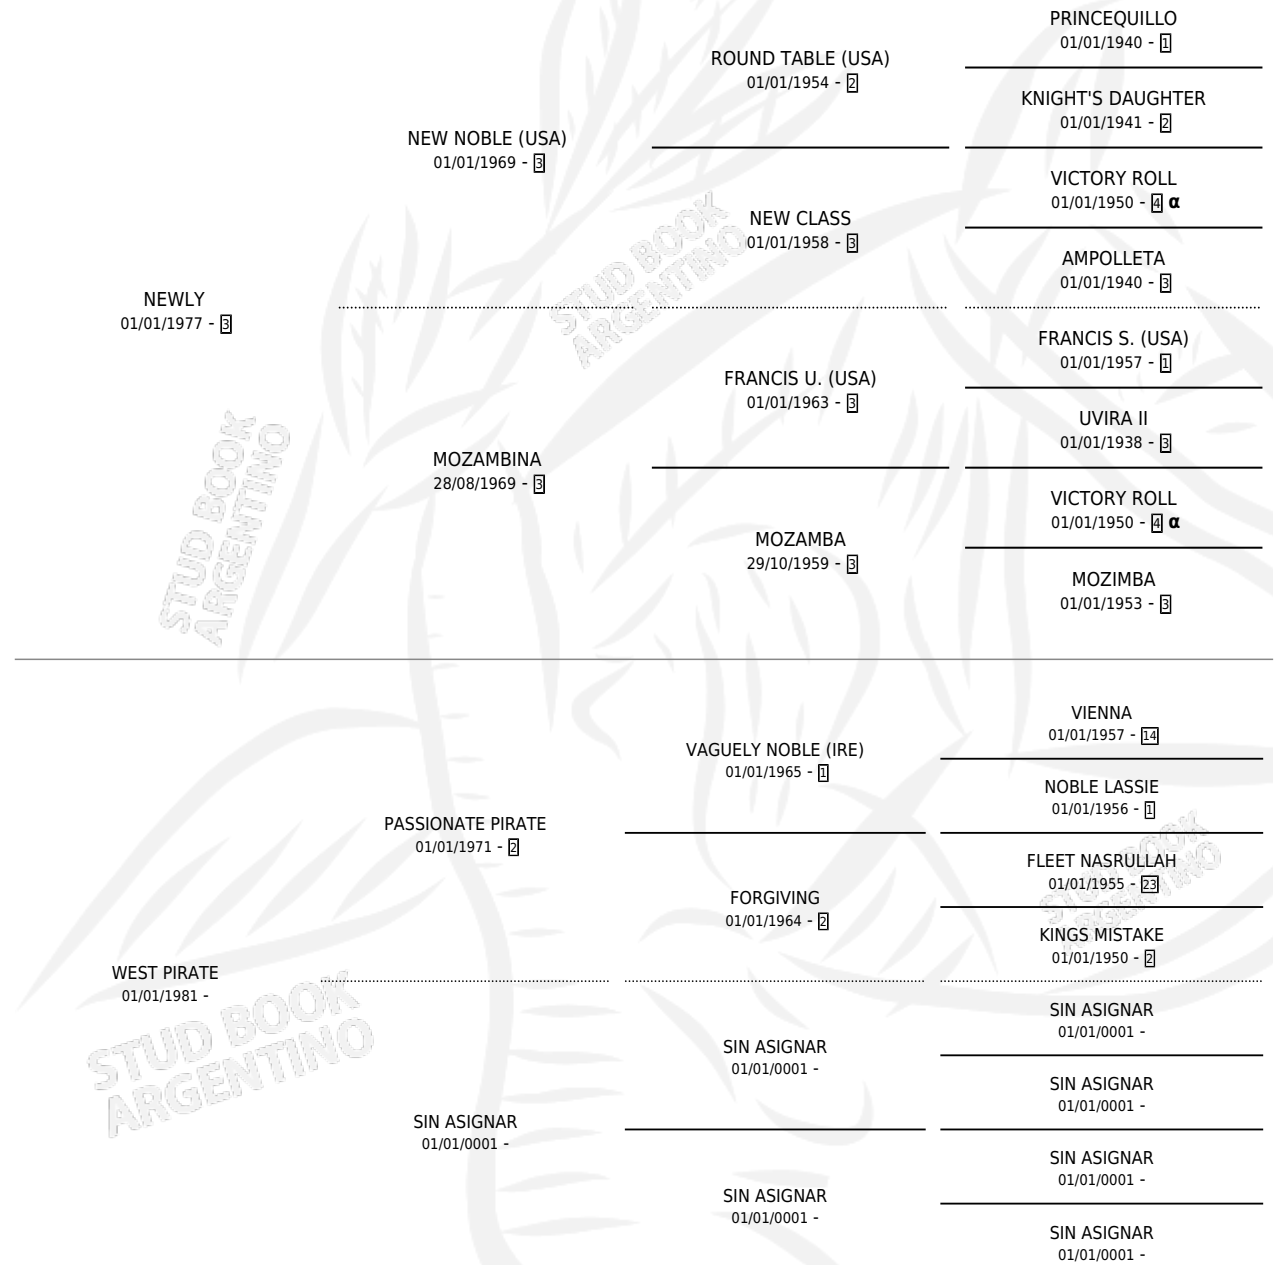 PRINCEQUILLO
01/01/1940 - 1
ROUND TABLE (USA)
01/01/1954 - 2
KNIGHT'S DAUGHTER
01/01/1941 - 2
NEW NOBLE (USA)
01/01/1969 - 3
VICTORY ROLL
01/01/1950 - 4 α
NEW CLASS
01/01/1958 - 3
AMPOLLETA
01/01/1940 - 3
NEWLY
01/01/1977 - 3
FRANCIS S. (USA)
01/01/1957 - 1
FRANCIS U. (USA)
01/01/1963 - 3
UVIRA II
01/01/1938 - 3
MOZAMBINA
28/08/1969 - 3
VICTORY ROLL
01/01/1950 - 4 α
MOZAMBA
29/10/1959 - 3
MOZIMBA
01/01/1953 - 3
VIENNA
01/01/1957 - 14
VAGUELY NOBLE (IRE)
01/01/1965 - 1
NOBLE LASSIE
01/01/1956 - 1
PASSIONATE PIRATE
01/01/1971 - 2
FLEET NASRULLAH
01/01/1955 - 23
FORGIVING
01/01/1964 - 2
KINGS MISTAKE
01/01/1950 - 2
WEST PIRATE
01/01/1981 -
SIN ASIGNAR
01/01/0001 -
SIN ASIGNAR
01/01/0001 -
SIN ASIGNAR
01/01/0001 -
SIN ASIGNAR
01/01/0001 -
SIN ASIGNAR
01/01/0001 -
SIN ASIGNAR
01/01/0001 -
SIN ASIGNAR
01/01/0001 -
STUD BOOK
ARGENTINO
STUD BOOK
ARGENTINO
STUD BOOK
ARGENTINO
STUD BOOK
ARGENTINO